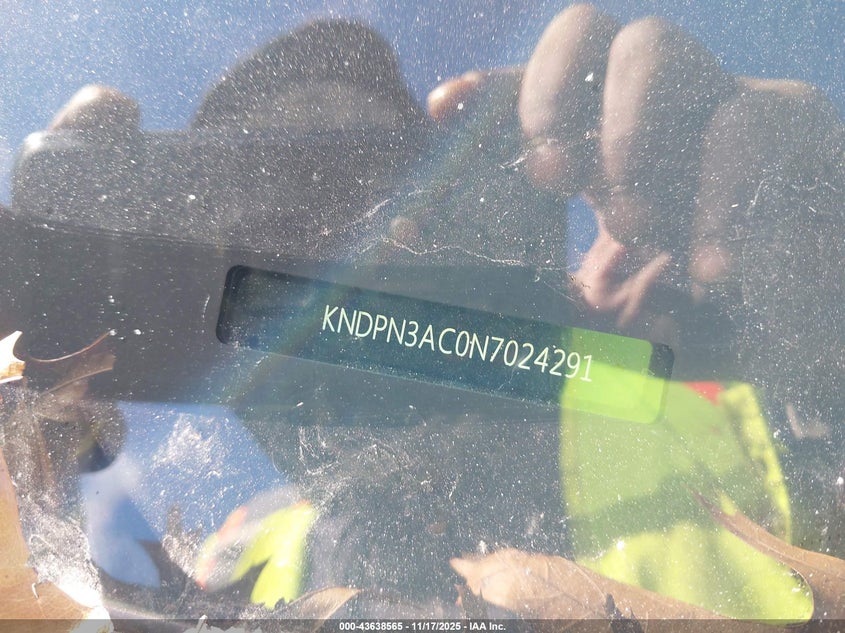 KNDPN3AC0N7024291
000-43638565 - 11/17/2025 - IAA Inc.